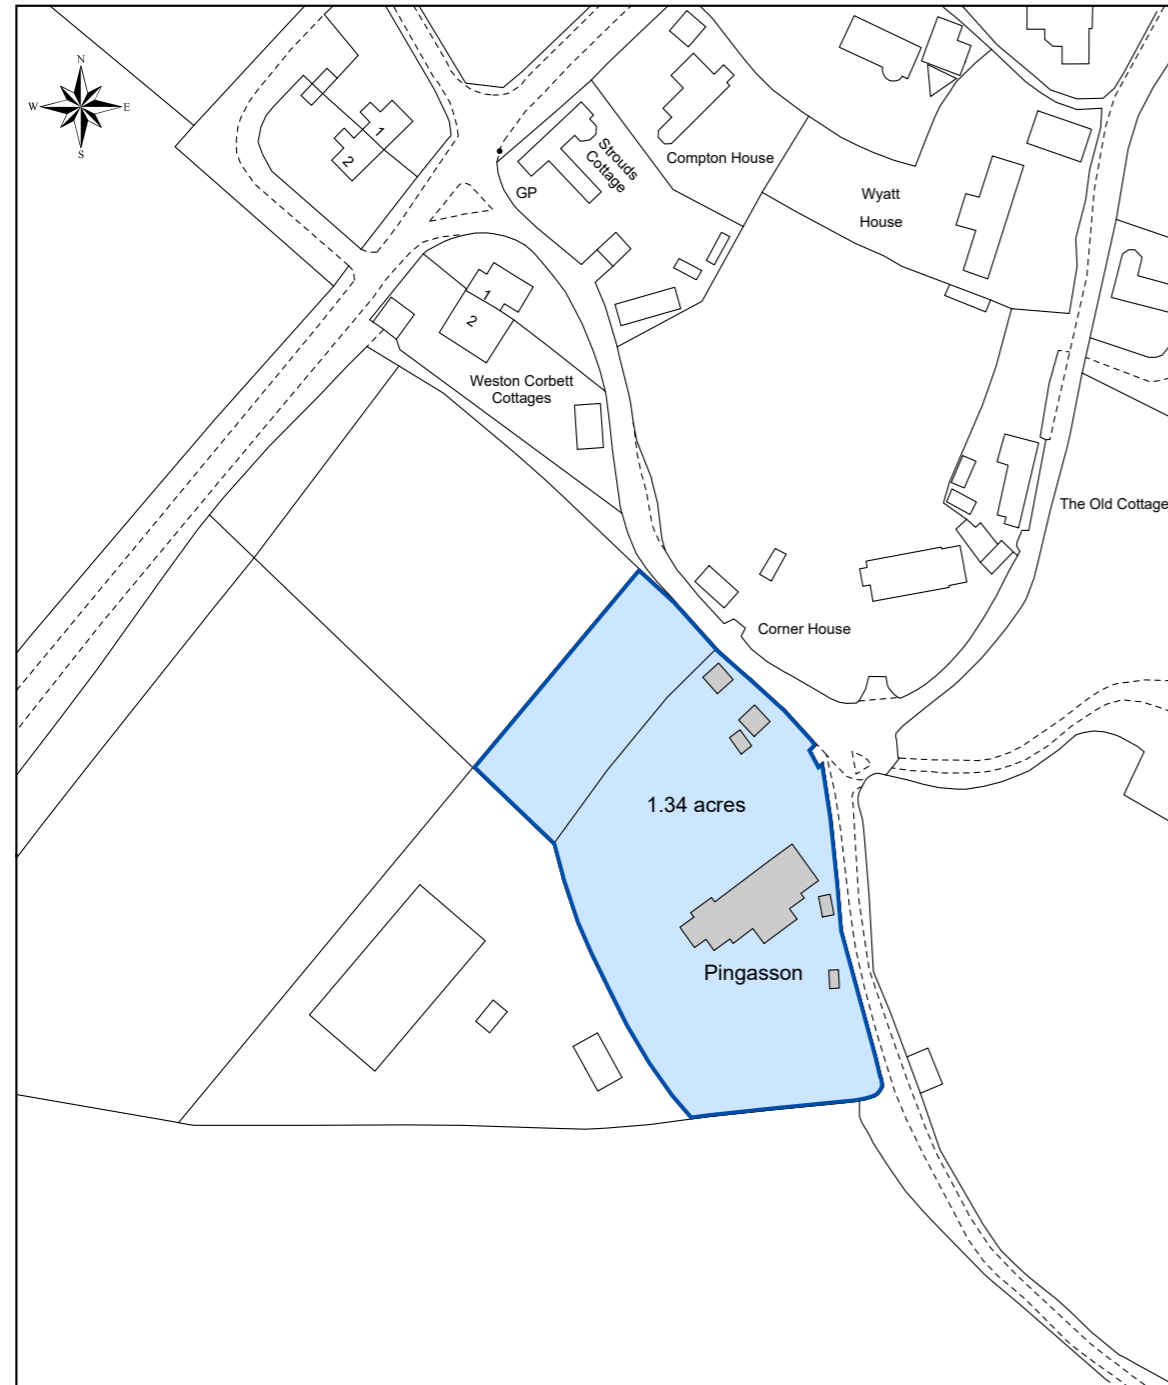 N
W
E
S
1
2
Strouds
Cottage
Compton House
GP
Wyatt
House
1
2
Weston Corbett
Cottages
The Old Cottage
Corner House
1.34 acres
Pingasson